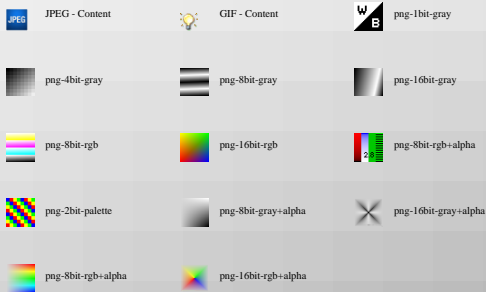 JPEG JPEG - Content GIF - Content W B png-1bit-gray
png-4bit-gray png-8bit-gray png-16bit-gray
png-8bit-rgb png-16bit-rgb 2.8 png-8bit-rgb+alpha
png-2bit-palette png-8bit-gray+alpha png-16bit-gray+alpha
png-8bit-rgb+alpha png-16bit-rgb+alpha